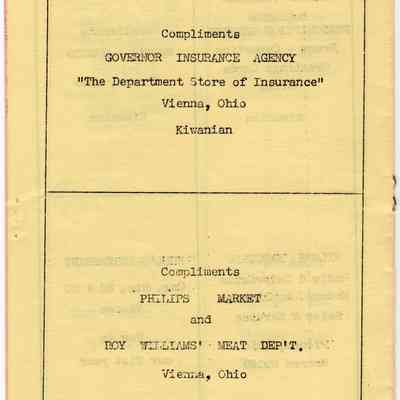 Compliments
GOVERNOR INSURANCE AGENCY
"The Department Store of Insurance"
Vienna, Ohio
Kiwanian
Compliments
PHILIPS MARKET
and
ROY WILLIAMS' MEAT DEP'T.
Vienna, Ohio